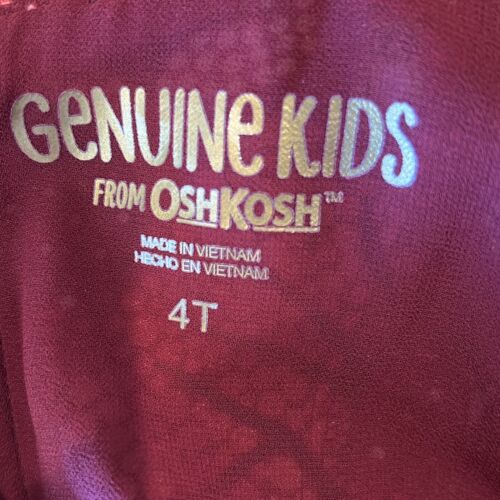 GENUINE KIDS
FROM OSHKOSH™
MADE IN VIETNAM
HECHO EN VIETNAM
4T